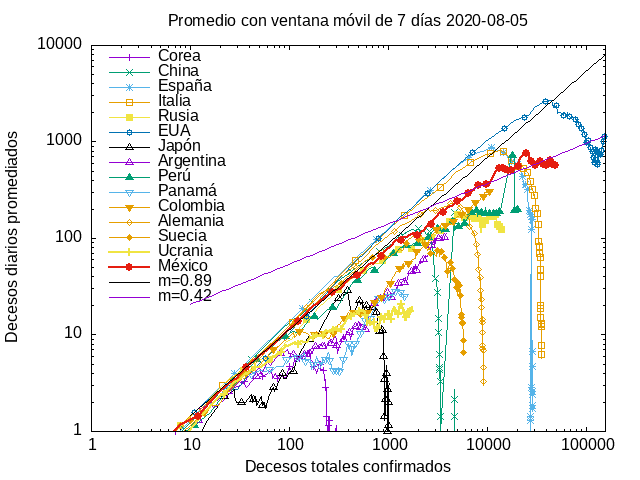 Promedio con ventana móvil de 7 días 2020-08-05
10000
1000
100
10
1
Decesos diarios promediados
Corea
China
España
Italia
Rusia
EUA
Japón
Argentina
Perú
Panamá
Colombia
Alemania
Suecia
Ucrania
México
m=0.89
m=0.42
1 10 100 1000 10000 100000
Decesos totales confirmados